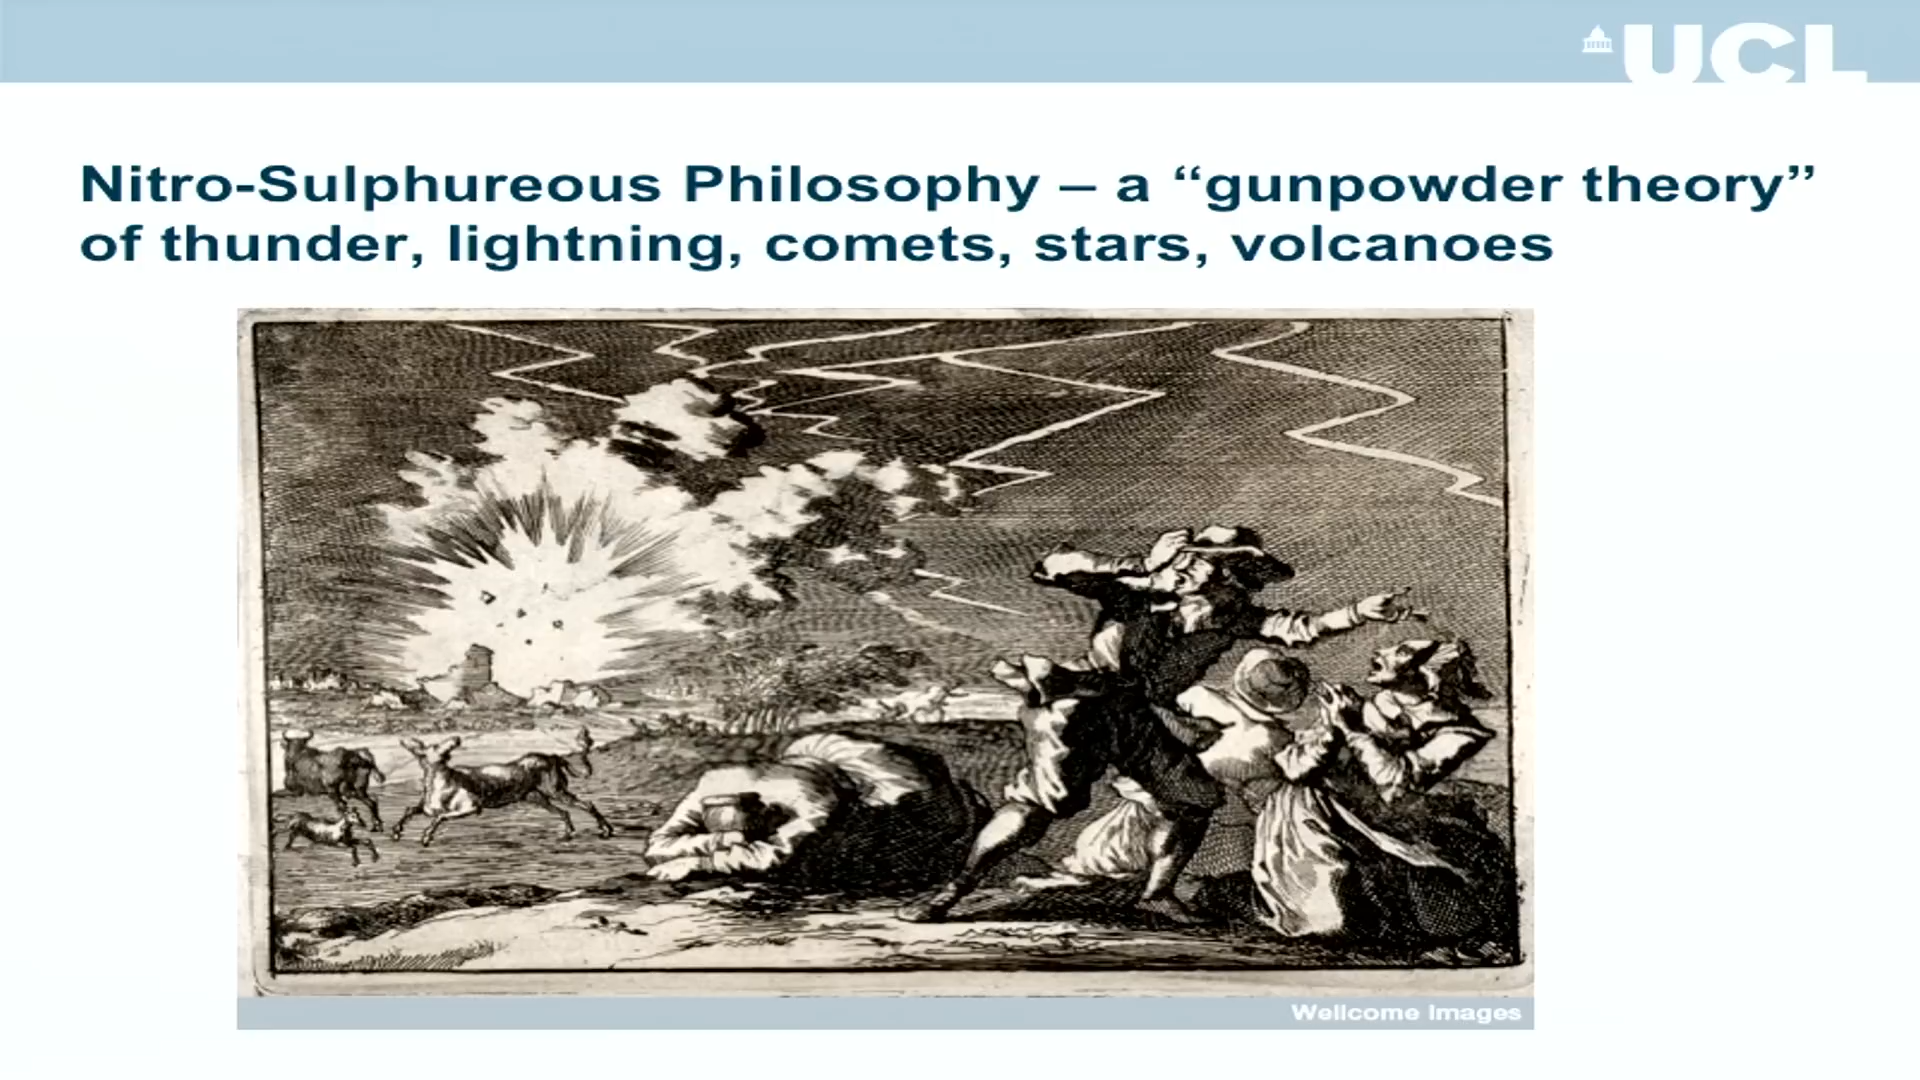 UCL
Nitro-Sulphureous Philosophy – a “gunpowder theory”
of thunder, lightning, comets, stars, volcanoes
Wellcome Images